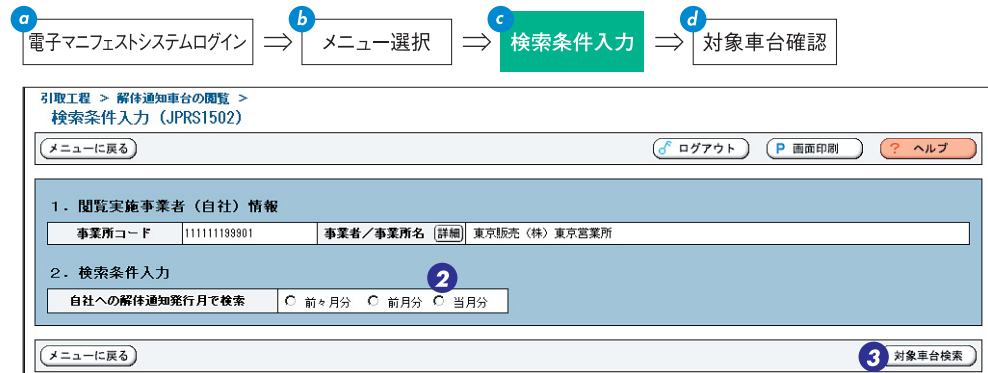 a b c d
電子マニフェストシステムログイン ⇒ メニュー選択 ⇒ 検索条件入力 ⇒ 対象車台確認
引取工程 > 解体通知車台の閲覧 >
検索条件入力 (JPRS1502)
メニューに戻る ログアウト P 画面印刷 ? ヘルプ
1. 閲覧実施事業者 (自社) 情報
事業所コード 111111199901 事業者/事業所名 詳細 東京販売 (株) 東京営業所
2. 検索条件入力
2
自社への解体通知発行月で検索 前々月分 前月分 当月分
メニューに戻る 3 対象車台検索